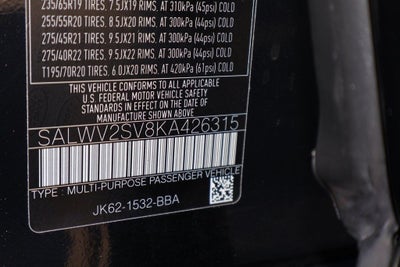 235/65R19 TIRES, 7.5JX19 RIMS, AT 310kPa (45psi) COLD
255/55R20 TIRES, 8.5JX20 RIMS, AT 300kPa (44psi) COLD
275/45R21 TIRES, 9.5JX21 RIMS, AT 300kPa (44psi) COLD
275/40R22 TIRES, 9.5JX22 RIMS, AT 300kPa (44psi) COLD
T195/70R20 TIRES, 6.0JX20 RIMS, AT 420kPa (61psi) COLD
THIS VEHICLE CONFORMS TO ALL APPLICABLE
U.S. FEDERAL MOTOR VEHICLE SAFETY
STANDARDS IN EFFECT ON THE DATE OF
MANUFACTURE SHOWN ABOVE
SALWV2SV8KA426315
TYPE : MULTI-PURPOSE PASSENGER VEHICLE
JK62-1532-BBA